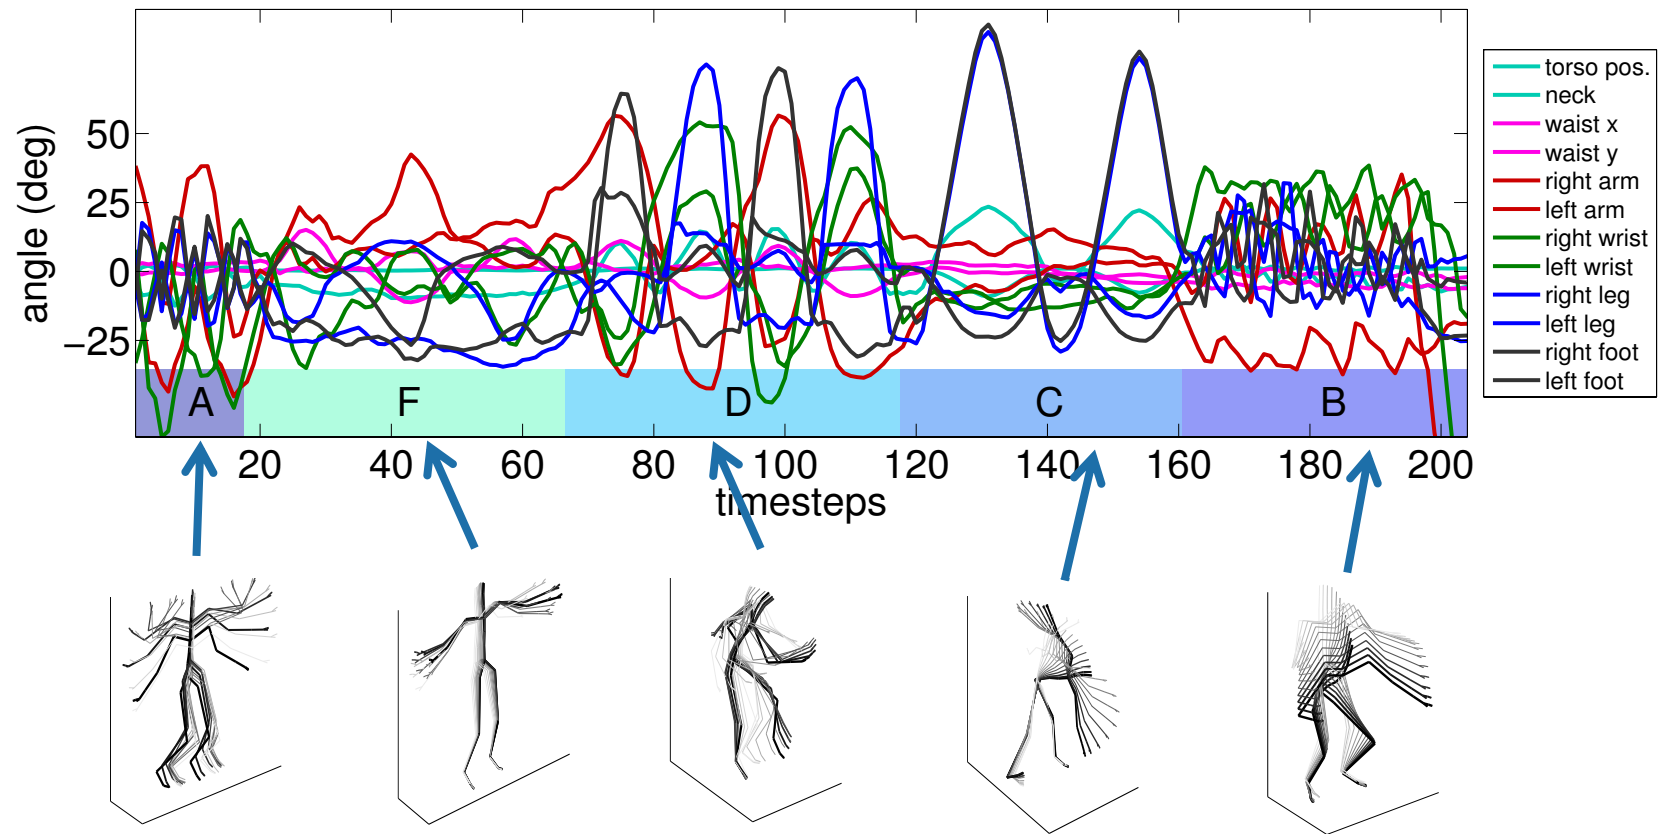 angle (deg)
50
25
0
−25
A F D C B
20 40 60 80 100 120 140 160 180 200
timesteps
torso pos.
neck
waist x
waist y
right arm
left arm
right wrist
left wrist
right leg
left leg
right foot
left foot